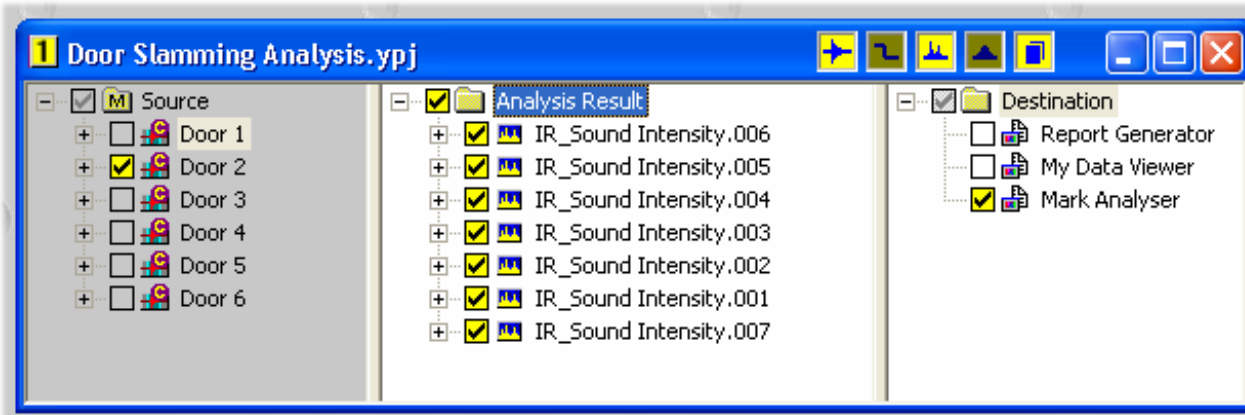 1 Door Slamming Analysis.ypj
M Source
C Door 1
C Door 2
C Door 3
C Door 4
C Door 5
C Door 6
Analysis Result
IR_Sound Intensity.006
IR_Sound Intensity.005
IR_Sound Intensity.004
IR_Sound Intensity.003
IR_Sound Intensity.002
IR_Sound Intensity.001
IR_Sound Intensity.007
Destination
Report Generator
My Data Viewer
Mark Analyser